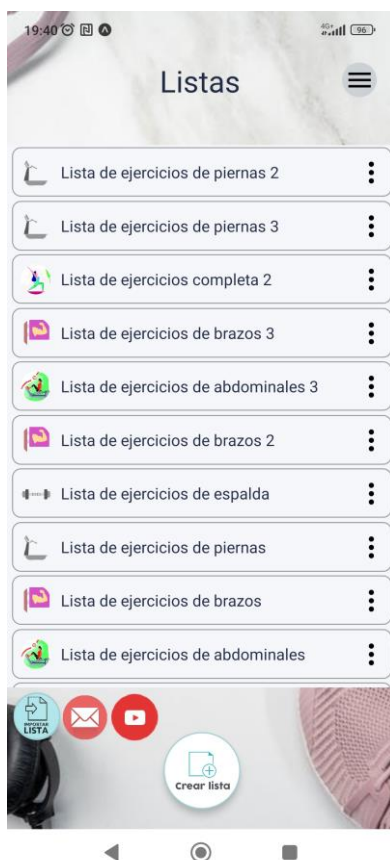 19:40
4G+
96
Listas
Lista de ejercicios de piernas 2
Lista de ejercicios de piernas 3
Lista de ejercicios completa 2
Lista de ejercicios de brazos 3
Lista de ejercicios de abdominales 3
Lista de ejercicios de brazos 2
Lista de ejercicios de espalda
Lista de ejercicios de piernas
Lista de ejercicios de brazos
Lista de ejercicios de abdominales
IMPORTAR
LISTA
Crear lista